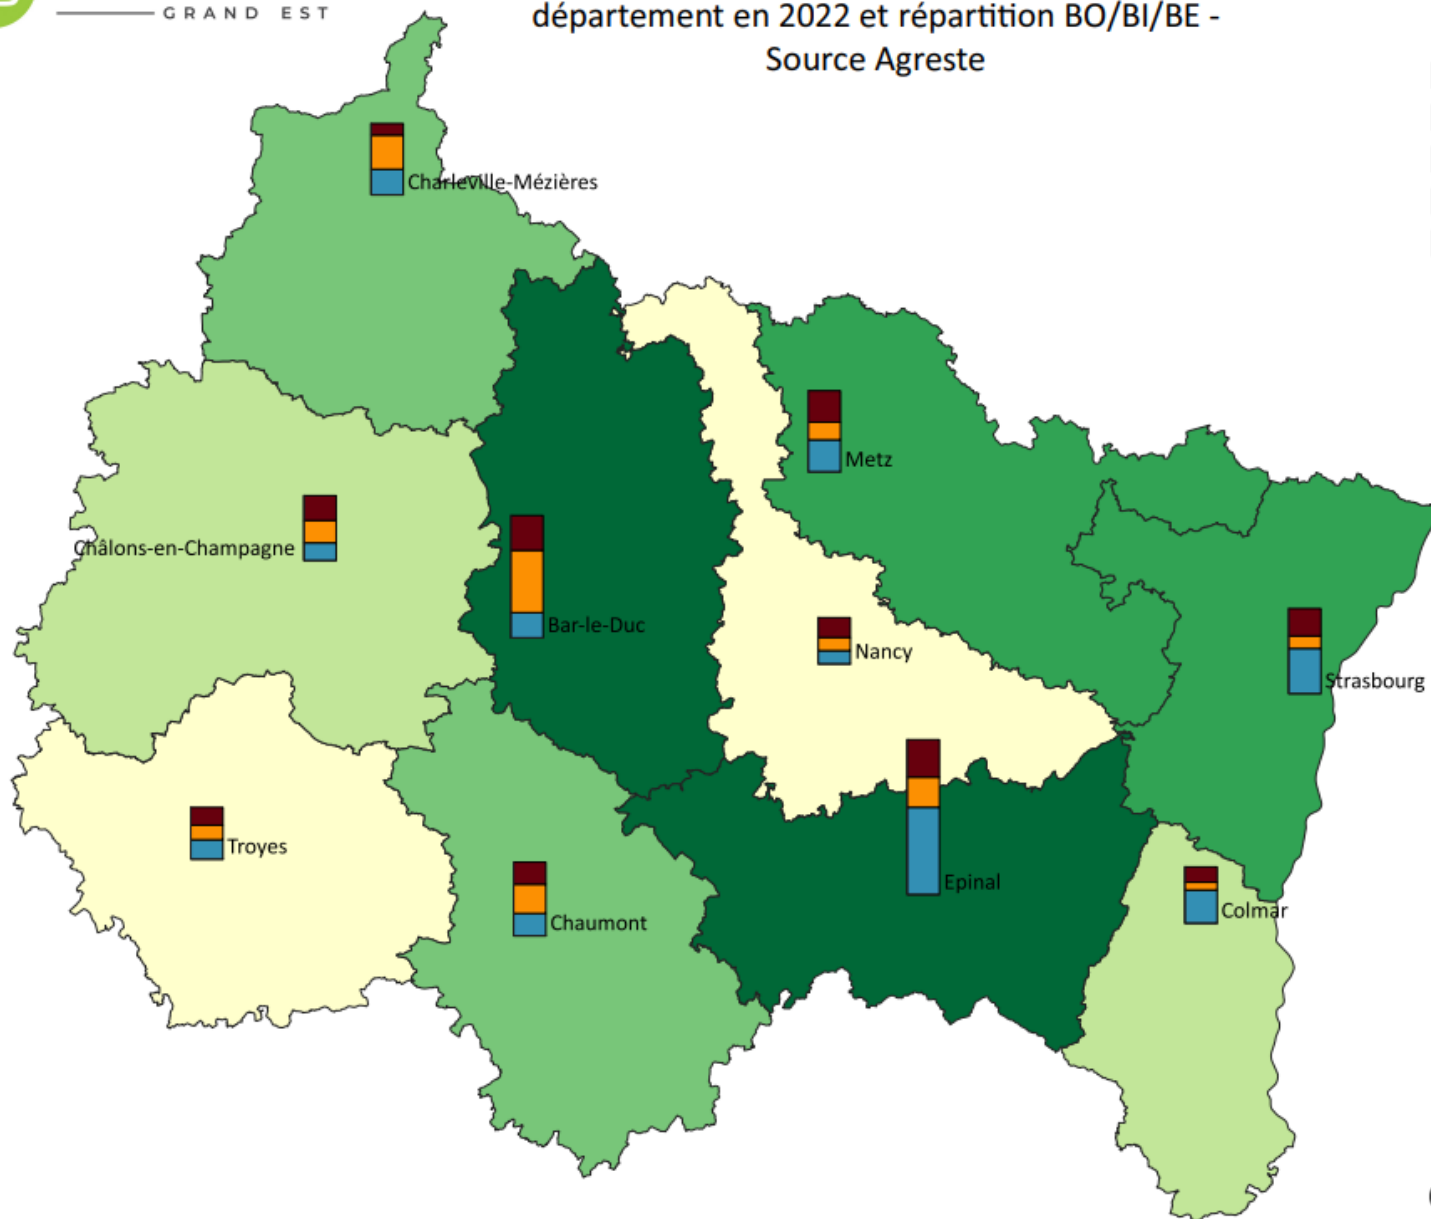 GRAND EST
département en 2022 et répartition BO/BI/BE -
Source Agreste
Charleville-Mézières
Metz
Châlons-en-Champagne
Bar-le-Duc
Nancy
Strasbourg
Troyes
Epinal
Colmar
Chaumont